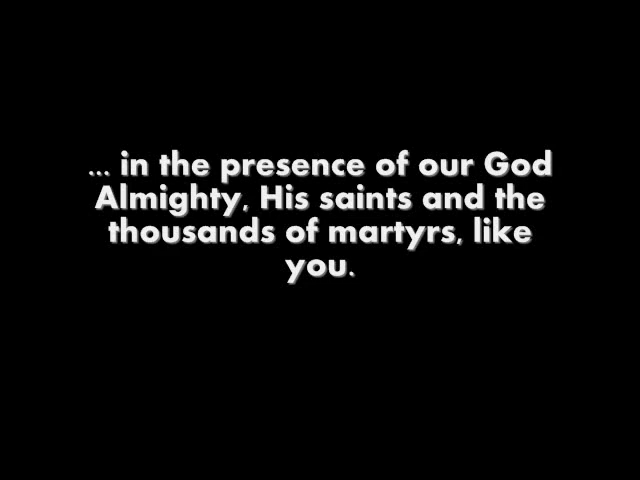 ... in the presence of our God
Almighty, His saints and the
thousands of martyrs, like
you.